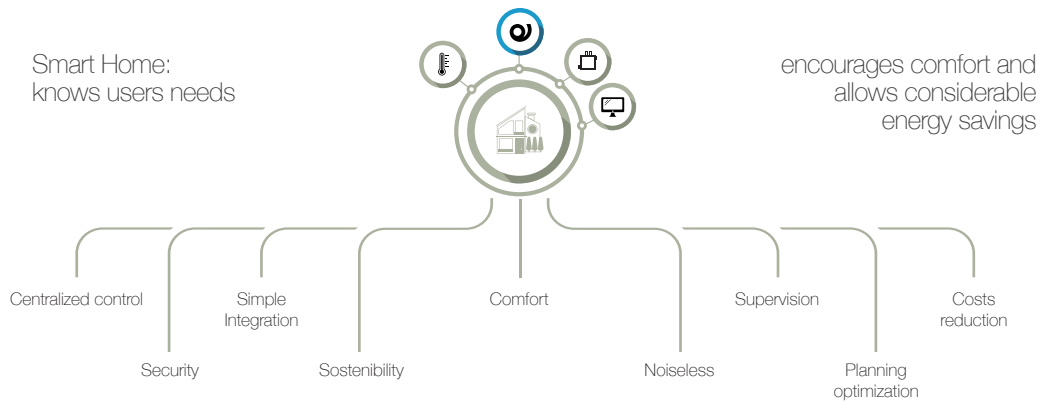 Smart Home:
knows users needs
encourages comfort and
allows considerable
energy savings
Centralized control
Security
Simple
Integration
Sostenibility
Comfort
Noiseless
Supervision
Planning
optimization
Costs
reduction